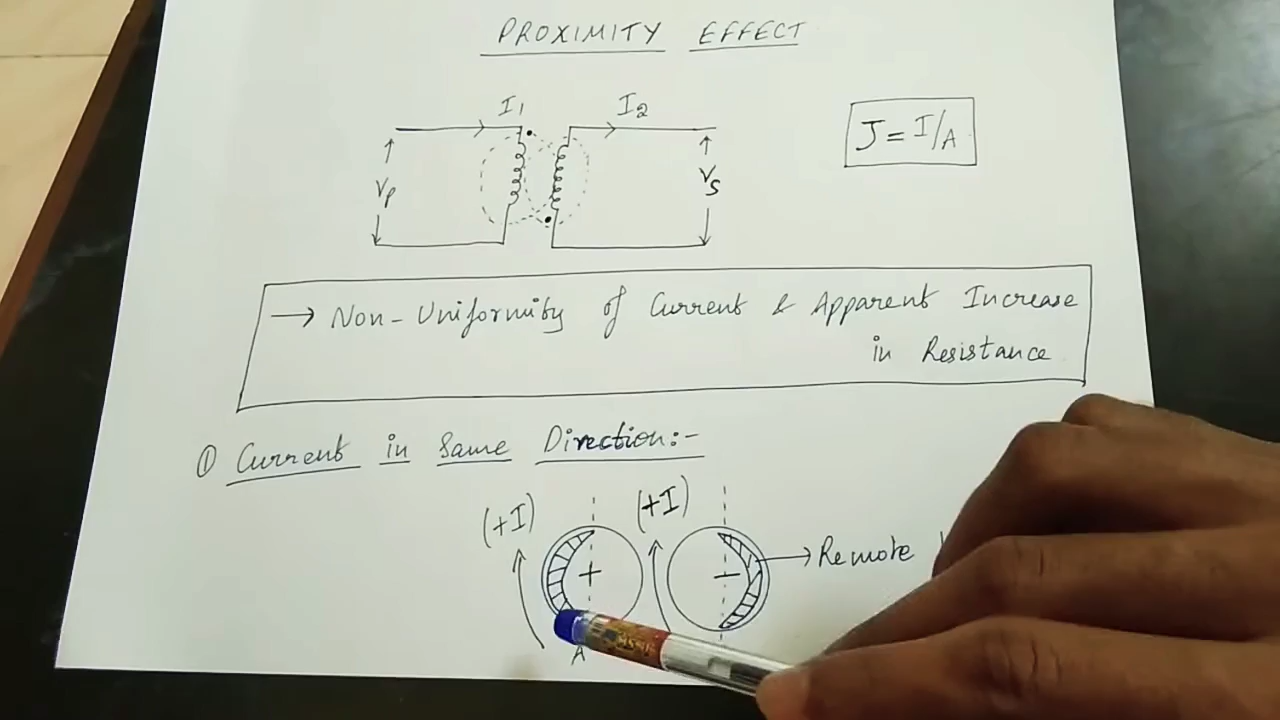 PROXIMITY EFFECT
I1 I2
J = I/A
Vp Vs
→ Non-Uniformity of Current & Apparent Increase
in Resistance
① Current in Same Direction:-
(+I) (+I)
+ −
→ Remote
A